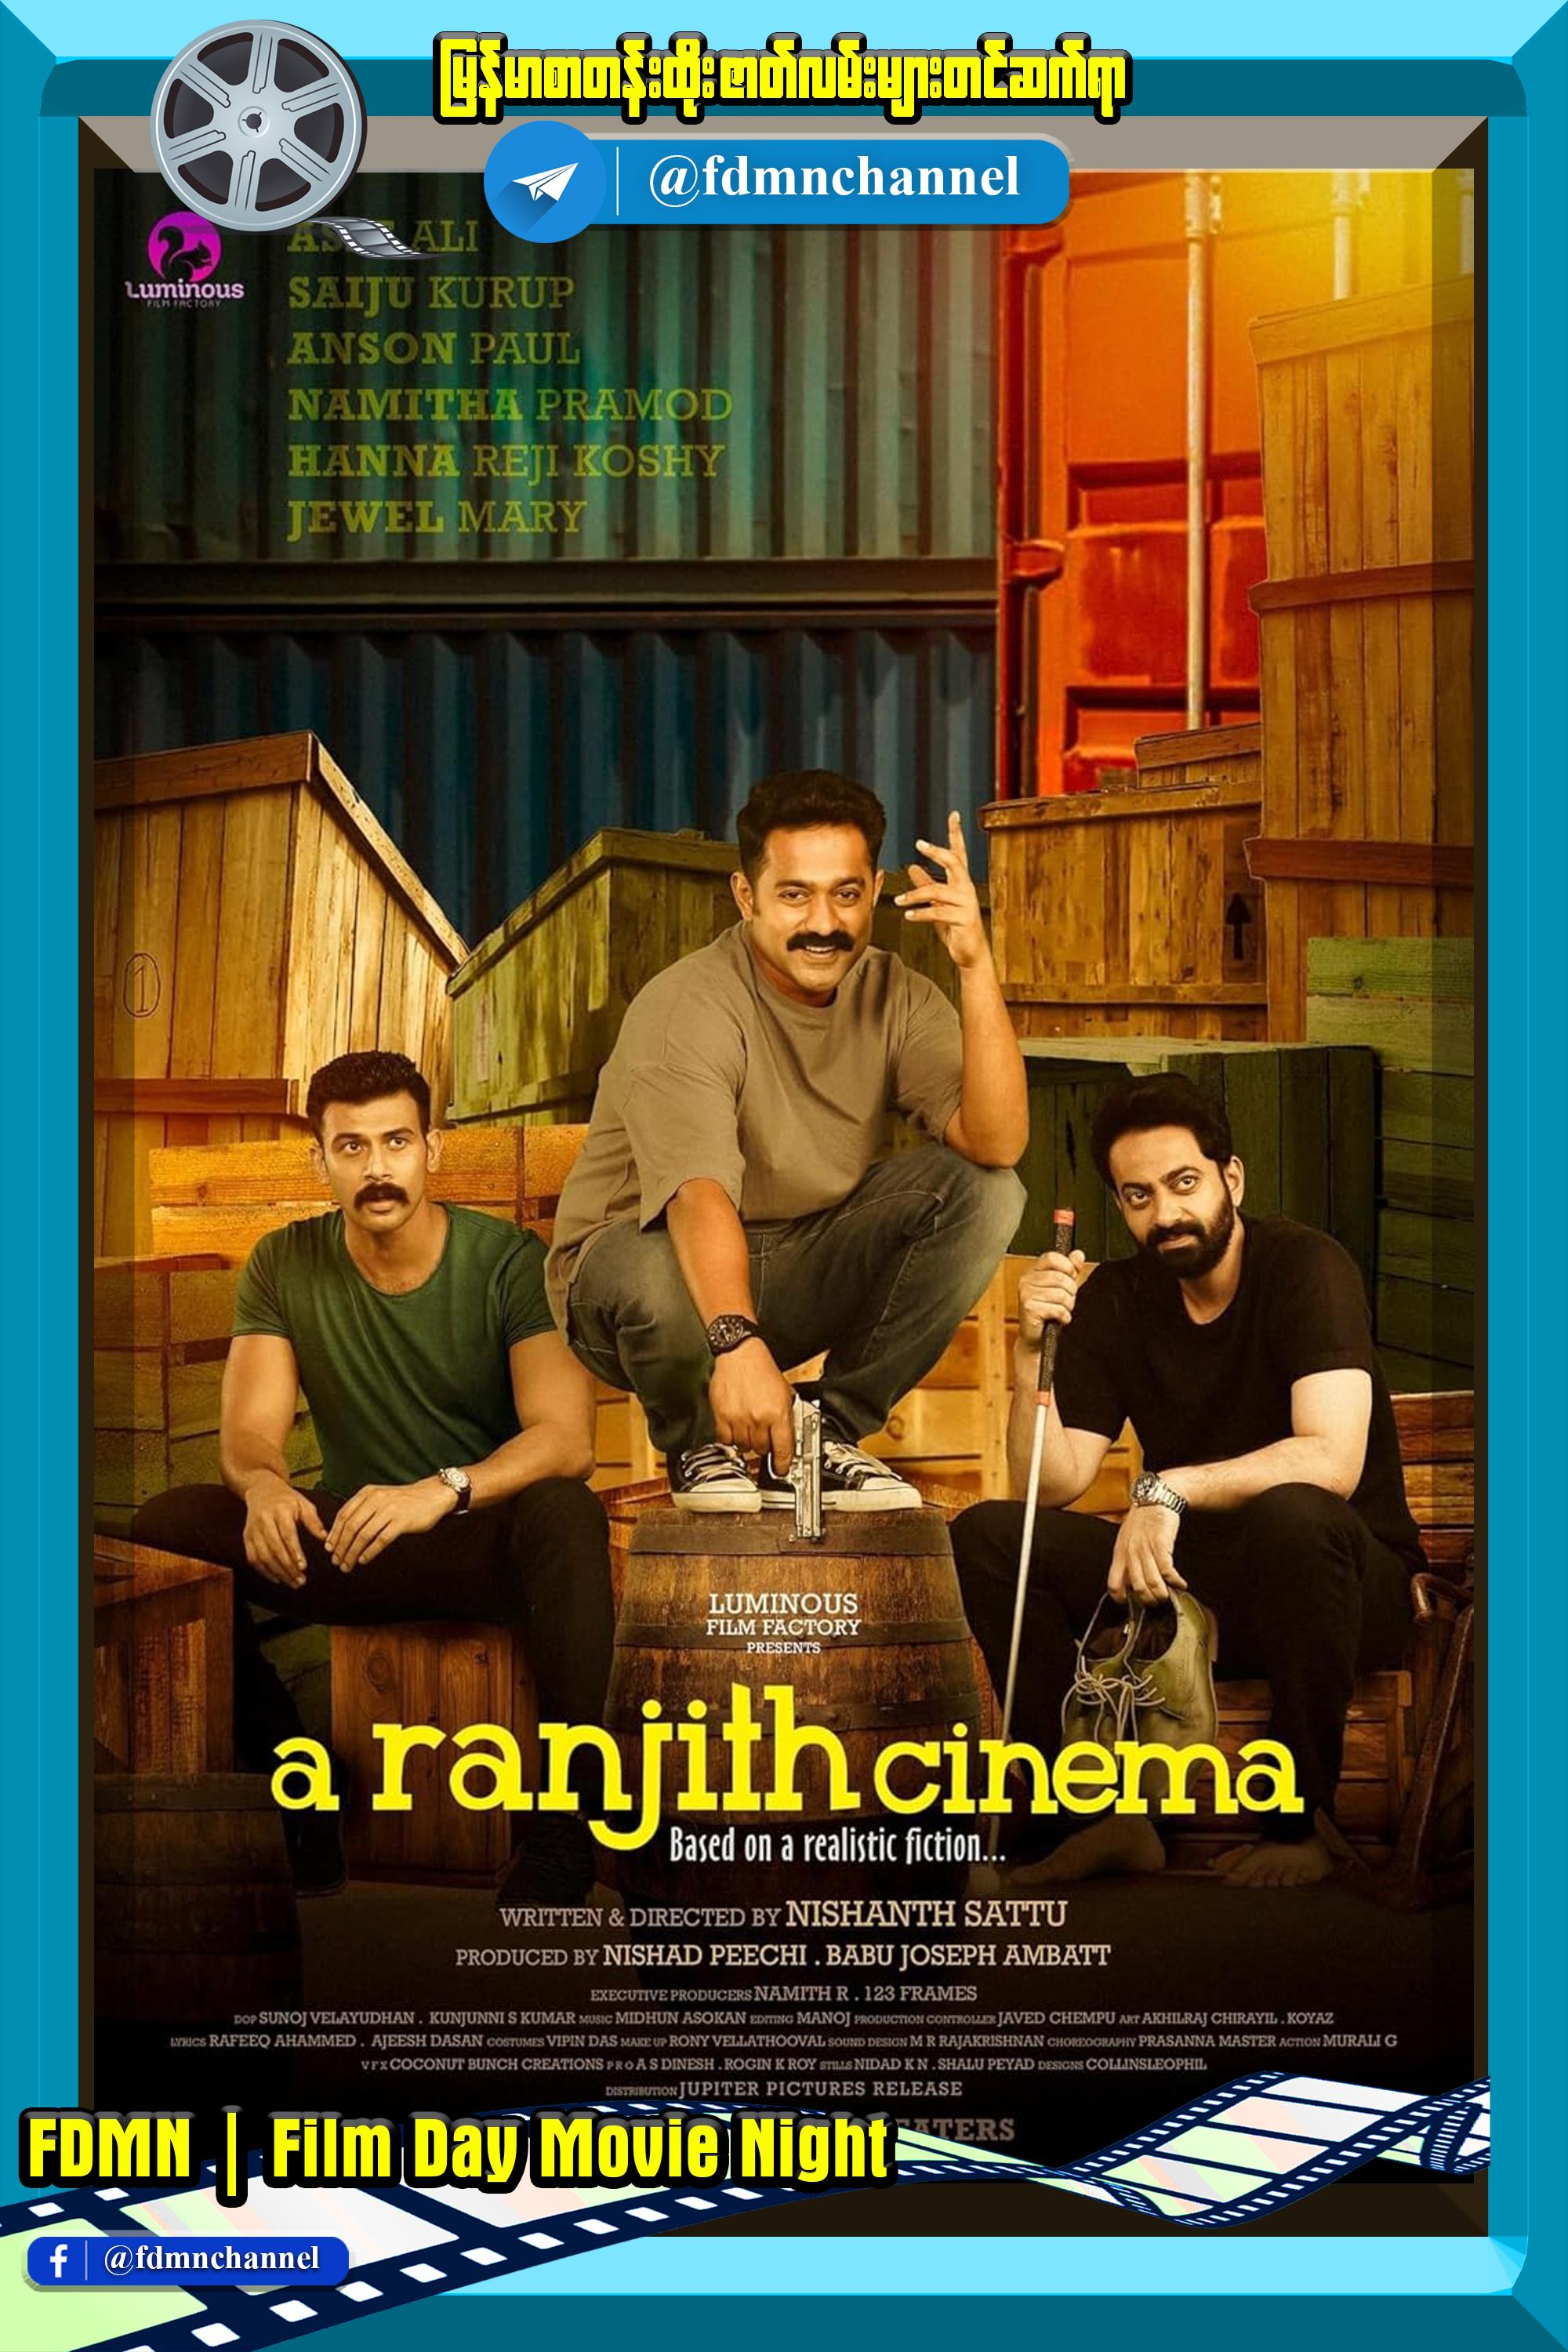 မြန်မာစာတန်းထိုး ဇာတ်လမ်းများတင်ဆက်ရာ
@fdmnchannel
Luminous
FILM FACTORY
ALI
SAIJU KURUP
ANSON PAUL
NAMITHA PRAMOD
HANNA REJI KOSHY
JEWEL MARY
1
LUMINOUS
FILM FACTORY
PRESENTS
a ranjith cinema
Based on a realistic fiction...
WRITTEN & DIRECTED BY NISHANTH SATTU
PRODUCED BY NISHAD PEECHI . BABU JOSEPH AMBATT
EXECUTIVE PRODUCERS NAMITH R . 123 FRAMES
DOP SUNOJ VELAYUDHAN . KUNJUNNI S KUMAR MUSIC MIDHUN ASOKAN EDITING MANOJ PRODUCTION CONTROLLER JAVED CHEMPU ART AKHILRAJ CHIRAYIL . KOYAZ
LYRICS RAFEEQ AHAMMED . AJEESH DASAN COSTUMES VIPIN DAS MAKE UP RONY VELLATHOOVAL SOUND DESIGN M R RAJAKRISHNAN CHOREOGRAPHY PRASANNA MASTER ACTION MURALI G
VFX COCONUT BUNCH CREATIONS PRO A S DINESH . ROGIN K ROY STILLS NIDAD K N . SHALU PEYAD DESIGNS COLLINSLEOPHIL
DISTRIBUTION JUPITER PICTURES RELEASE
FDMN | Film Day Movie Night
@fdmnchannel